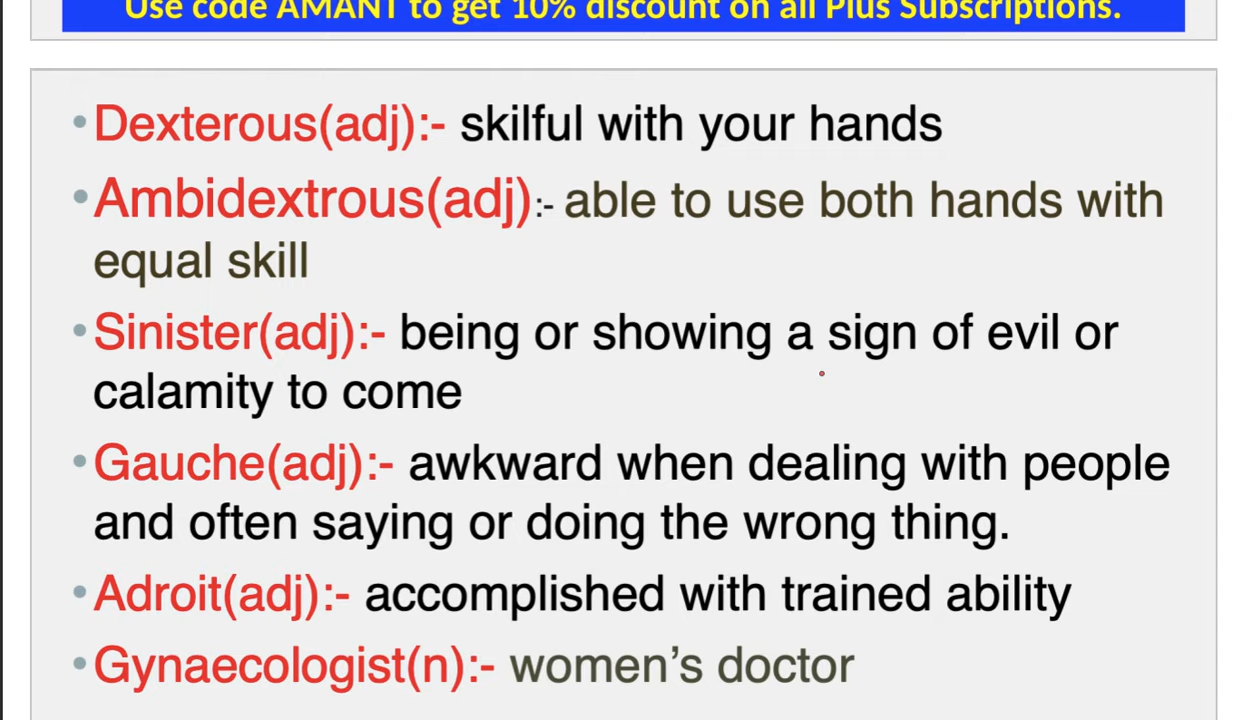 Use code AMANT to get 10% discount on all Plus Subscriptions.
•Dexterous(adj):- skilful with your hands
•Ambidextrous(adj):- able to use both hands with
equal skill
•Sinister(adj):- being or showing a sign of evil or
calamity to come
•Gauche(adj):- awkward when dealing with people
and often saying or doing the wrong thing.
•Adroit(adj):- accomplished with trained ability
•Gynaecologist(n):- women’s doctor